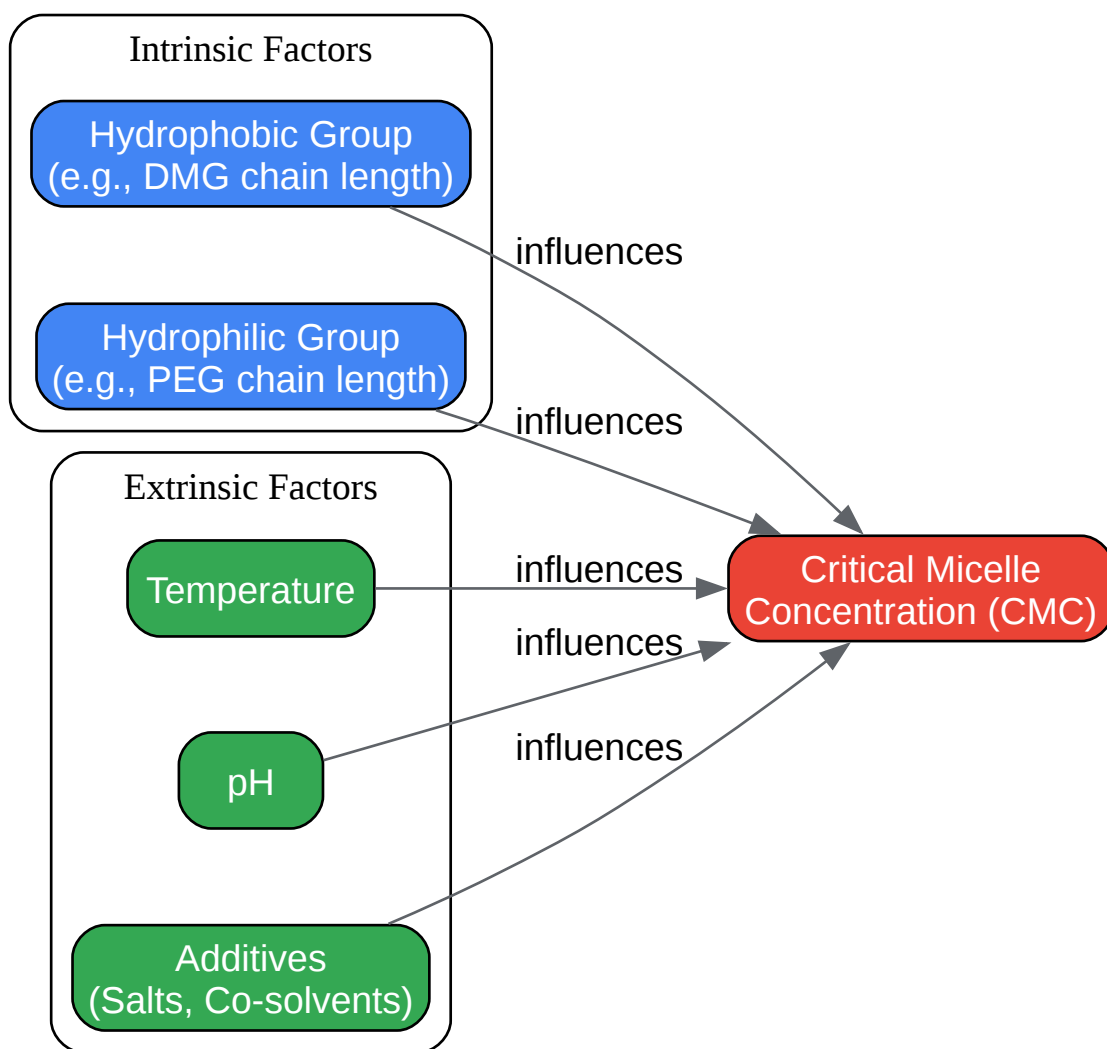 Intrinsic Factors
Hydrophobic Group
(e.g., DMG chain length)
influences
Hydrophilic Group
(e.g., PEG chain length)
influences
Extrinsic Factors
Temperature
influences
Critical Micelle
Concentration (CMC)
influences
pH
influences
Additives
(Salts, Co-solvents)